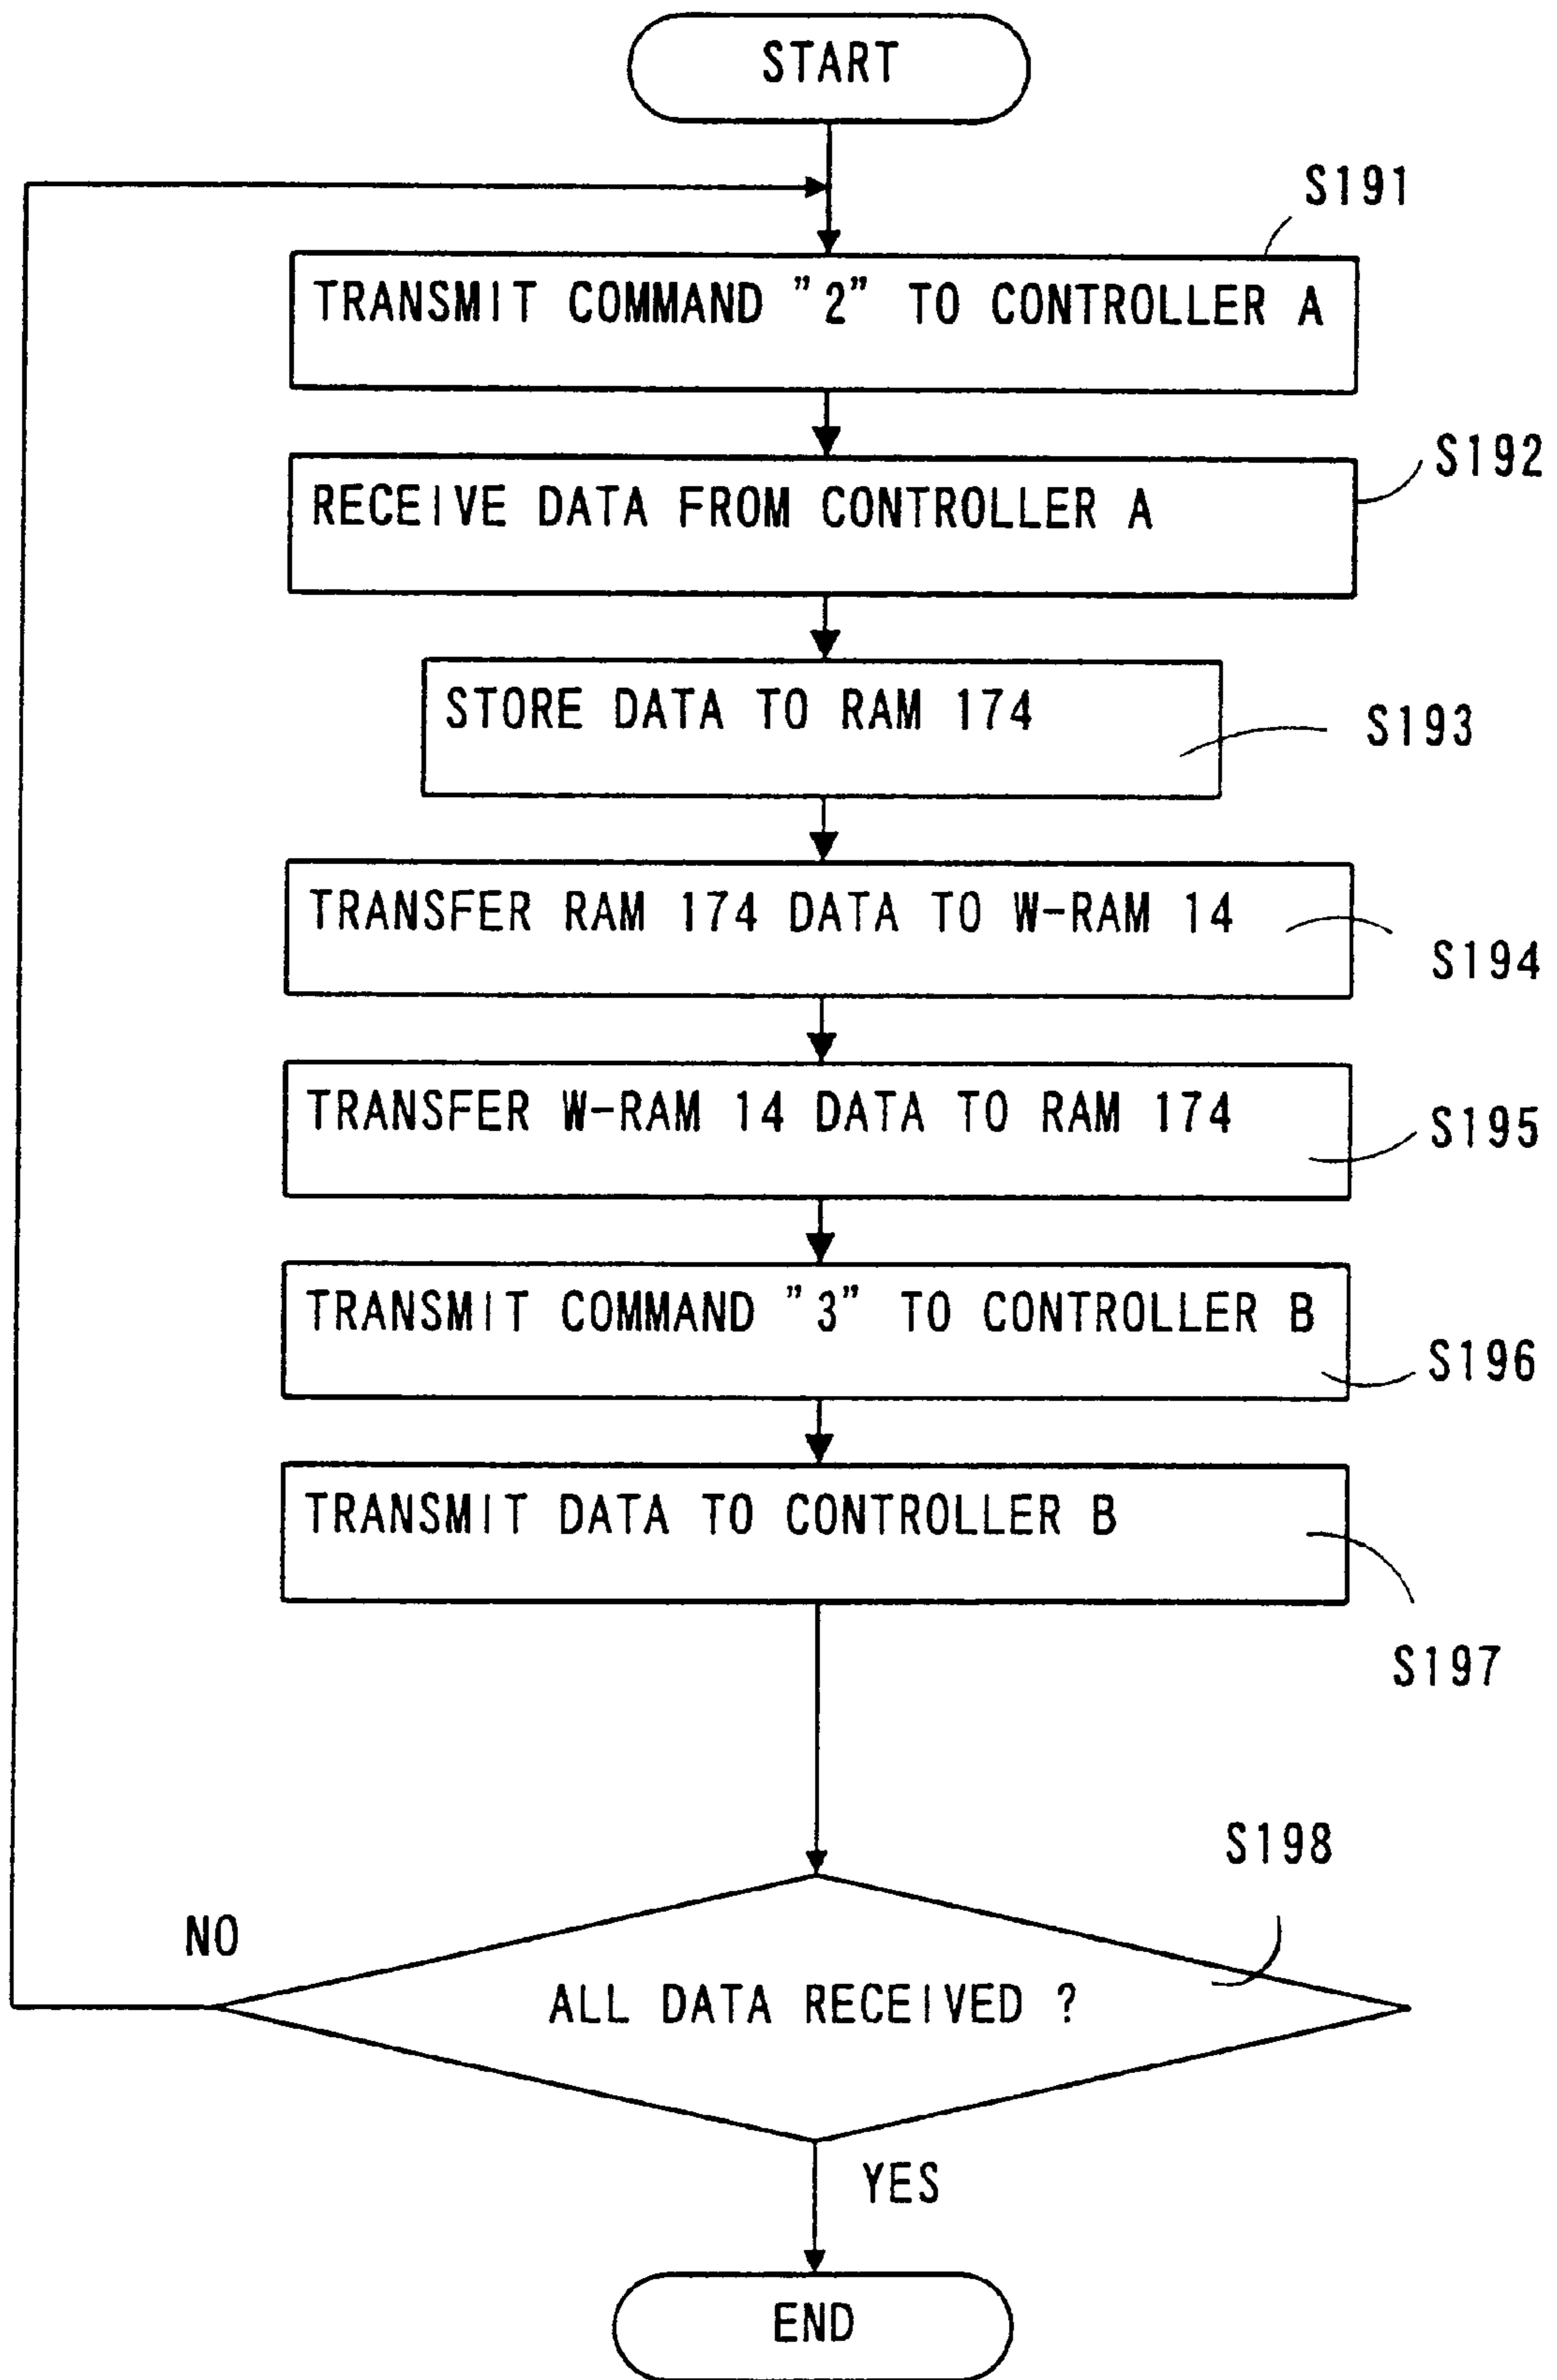 START
S191
TRANSMIT COMMAND "2" TO CONTROLLER A
S192
RECEIVE DATA FROM CONTROLLER A
STORE DATA TO RAM 174
S193
TRANSFER RAM 174 DATA TO W-RAM 14
S194
TRANSFER W-RAM 14 DATA TO RAM 174
S195
TRANSMIT COMMAND "3" TO CONTROLLER B
S196
TRANSMIT DATA TO CONTROLLER B
S197
S198
NO
ALL DATA RECEIVED ?
YES
END